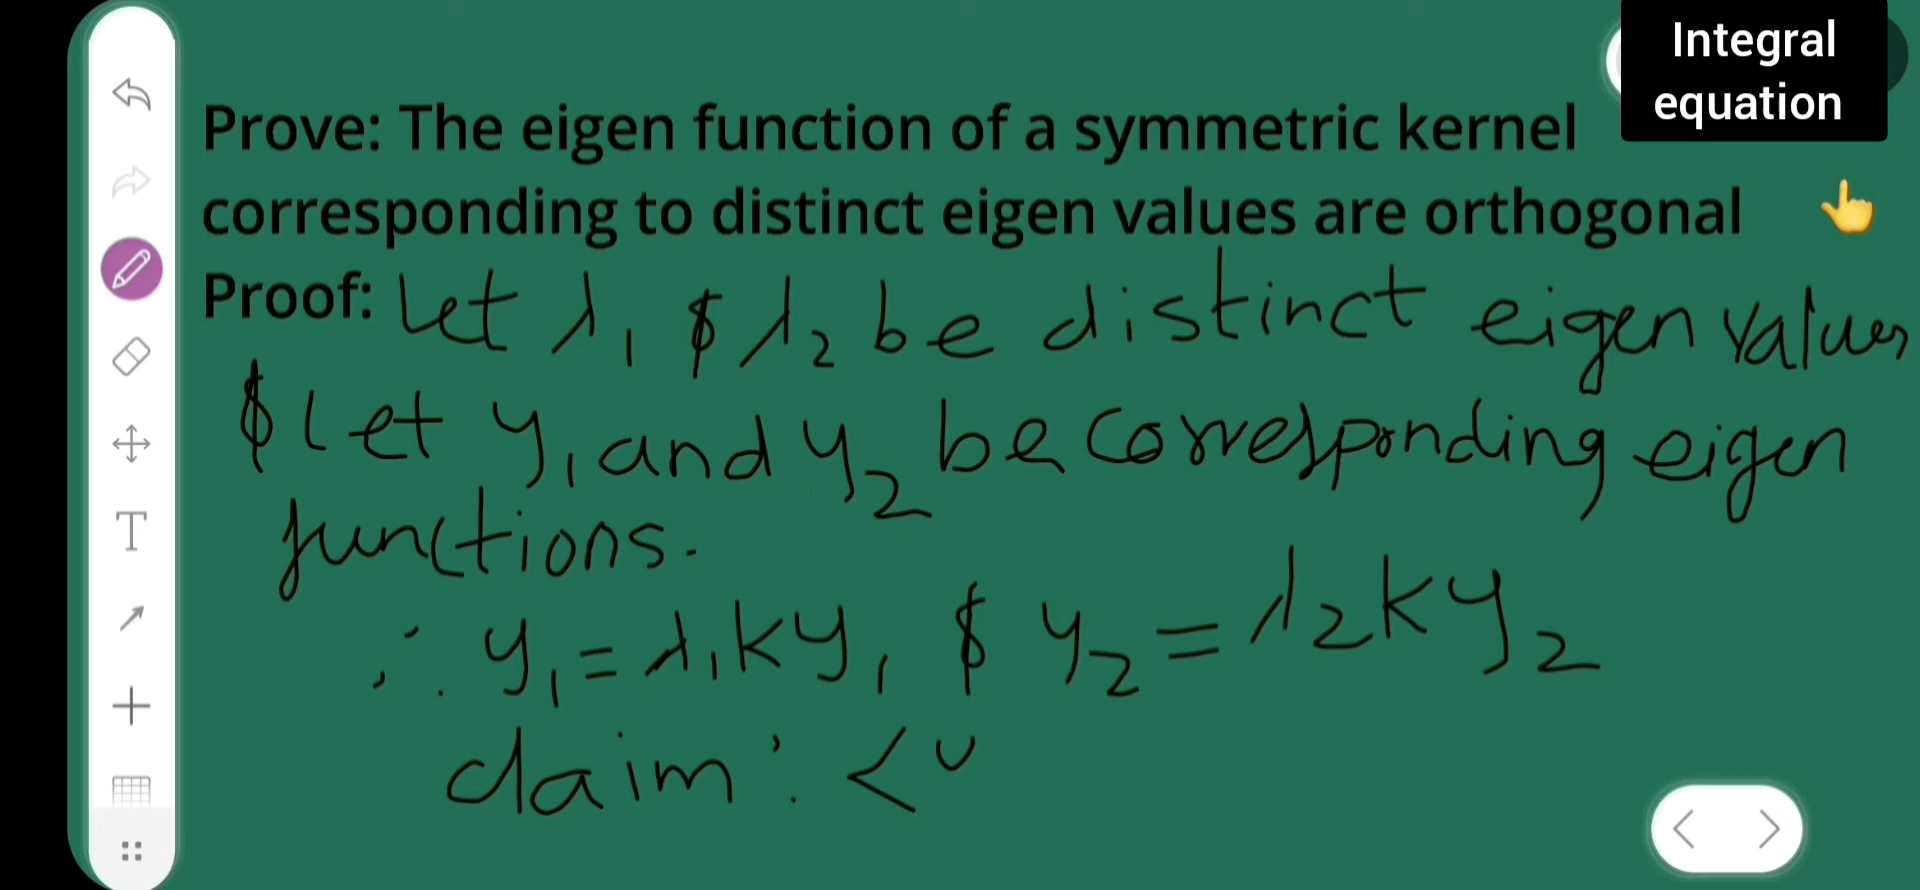 Integral
equation
Prove: The eigen function of a symmetric kernel
corresponding to distinct eigen values are orthogonal
Proof: Let λ₁ & λ₂ be distinct eigen values
& Let y₁ and y₂ be corresponding eigen
functions.
∴ y₁ = λ₁ky₁ & y₂ = λ₂ky₂
claim: <
T